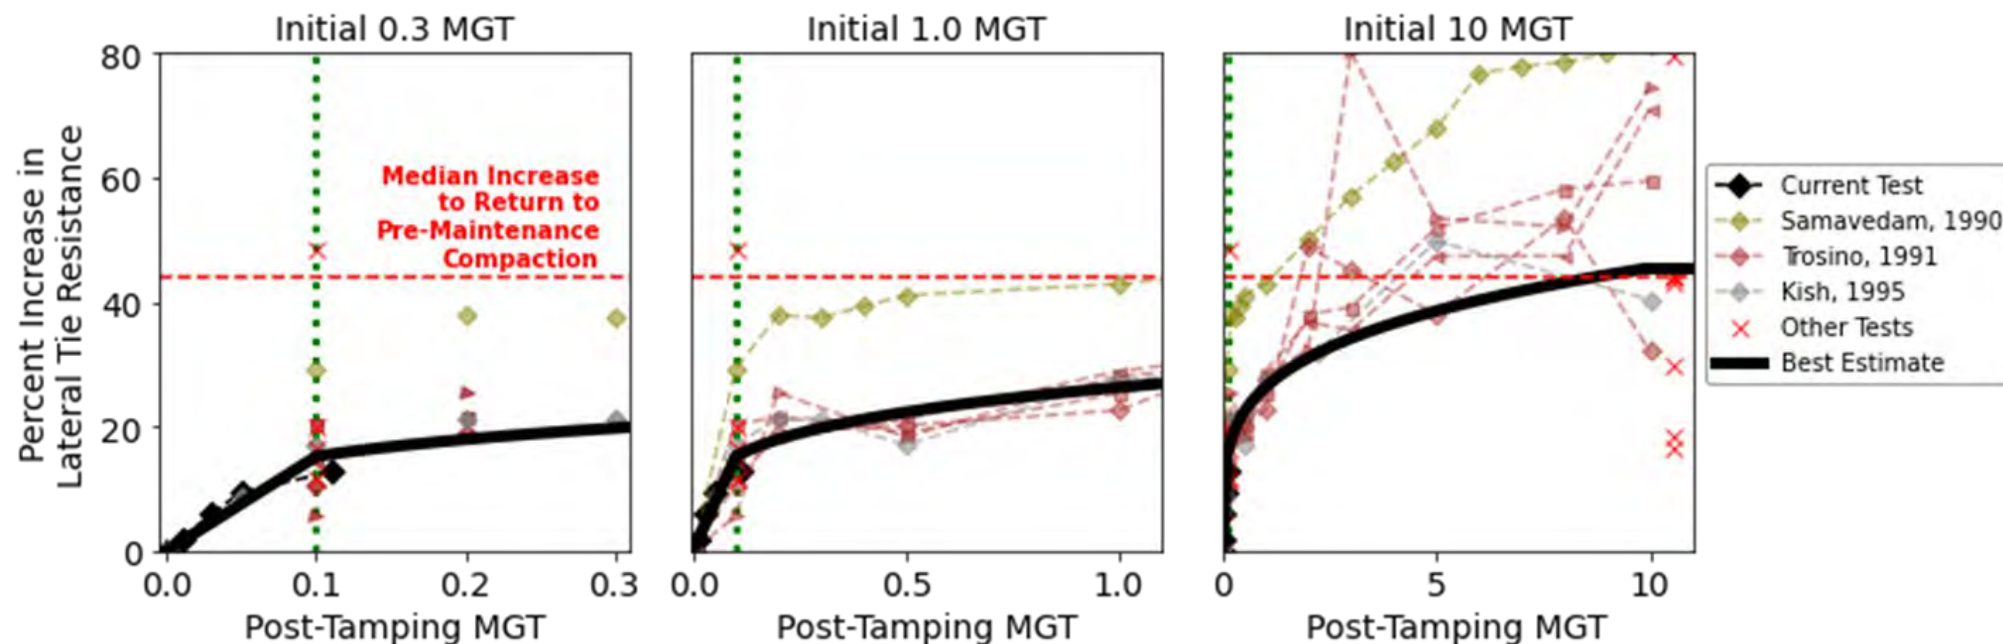 Initial 0.3 MGT
Initial 1.0 MGT
Initial 10 MGT
Percent Increase in
Lateral Tie Resistance
80
60
40
20
0
Median Increase
to Return to
Pre-Maintenance
Compaction
0.0 0.1 0.2 0.3
0.0 0.5 1.0
0 5 10
Post-Tamping MGT
Post-Tamping MGT
Post-Tamping MGT
Current Test
Samavedam, 1990
Trosino, 1991
Kish, 1995
Other Tests
Best Estimate